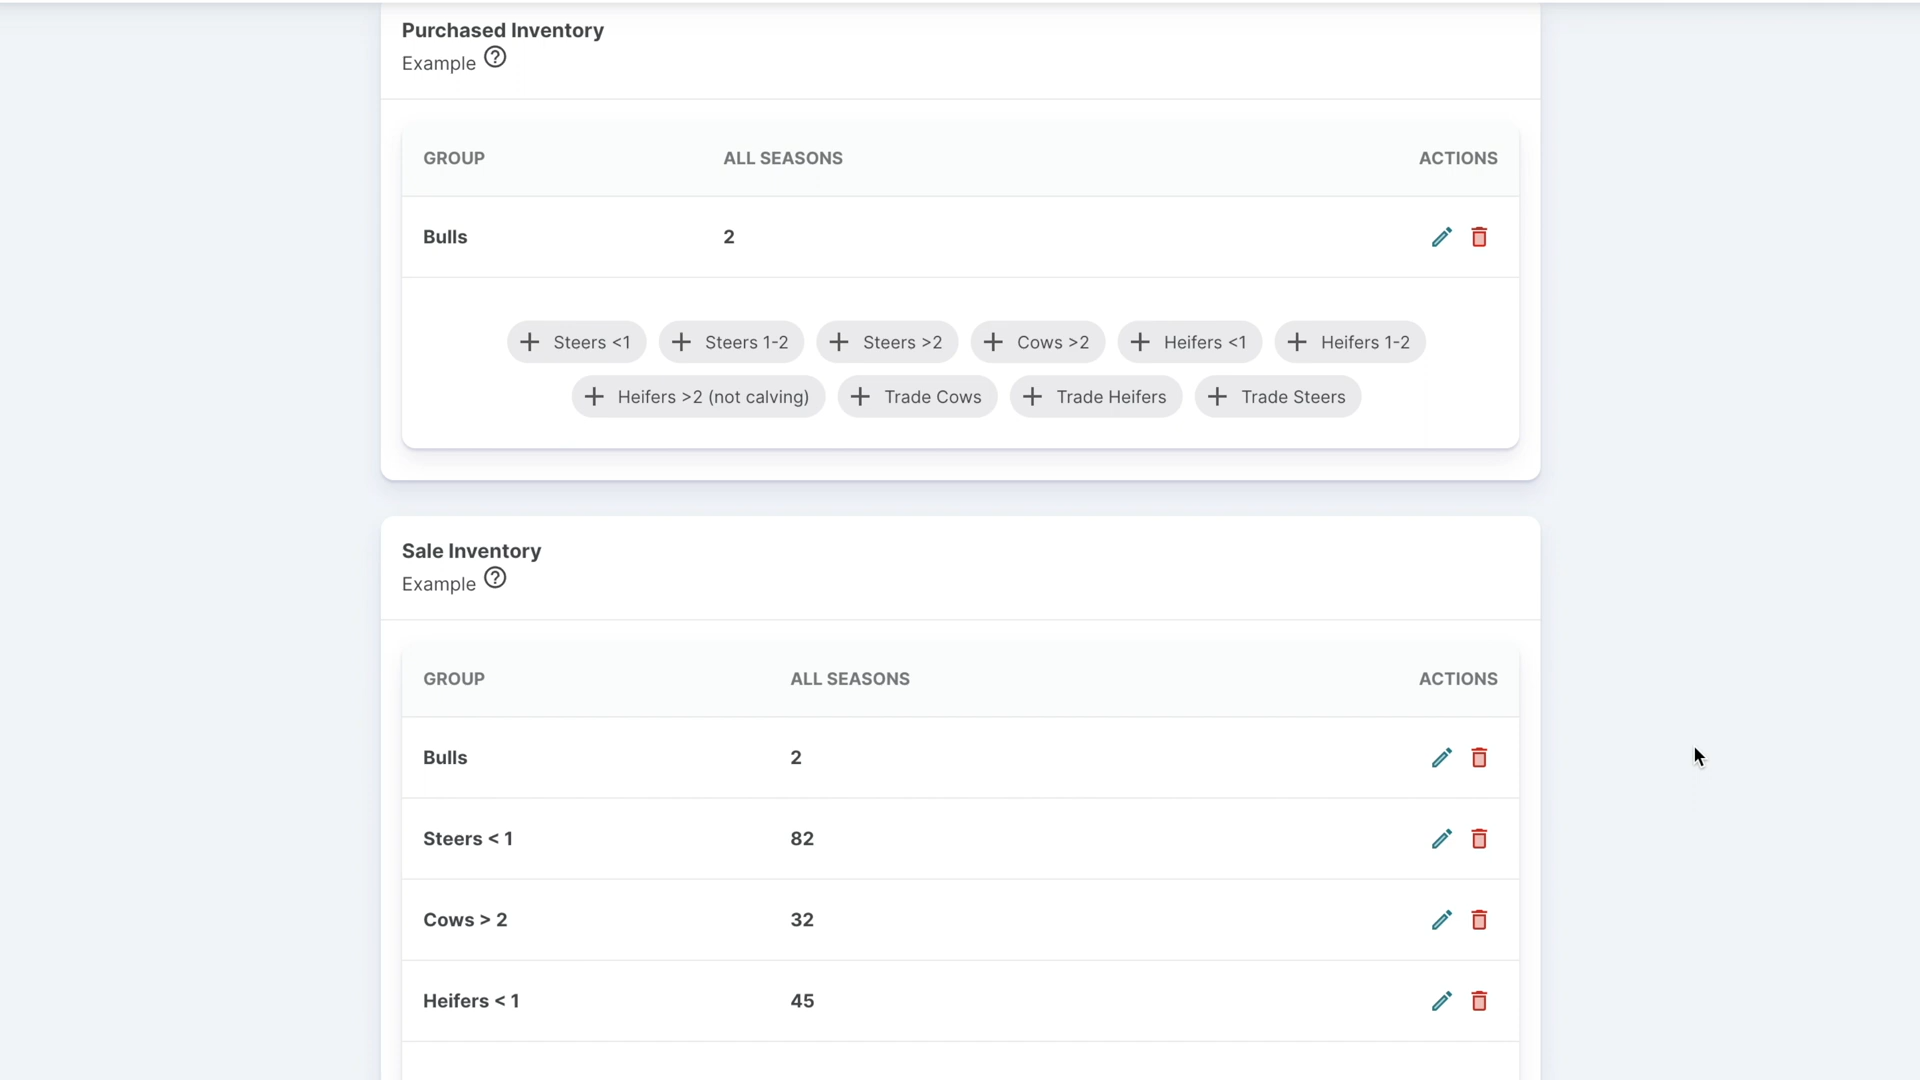 Purchased Inventory
Example
GROUP ALL SEASONS ACTIONS
Bulls 2
Steers <1 Steers 1-2 Steers >2 Cows >2 Heifers <1 Heifers 1-2
Heifers >2 (not calving) Trade Cows Trade Heifers Trade Steers
Sale Inventory
Example
GROUP ALL SEASONS ACTIONS
Bulls 2
Steers < 1 82
Cows > 2 32
Heifers < 1 45